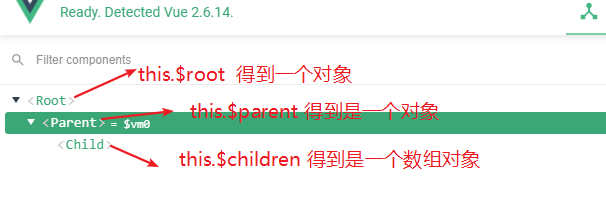 Ready. Detected Vue 2.6.14.
Filter components
<Root>
this.$root 得到一个对象
<Parent> = $vm0
this.$parent 得到是一个对象
<Child>
this.$children 得到是一个数组对象